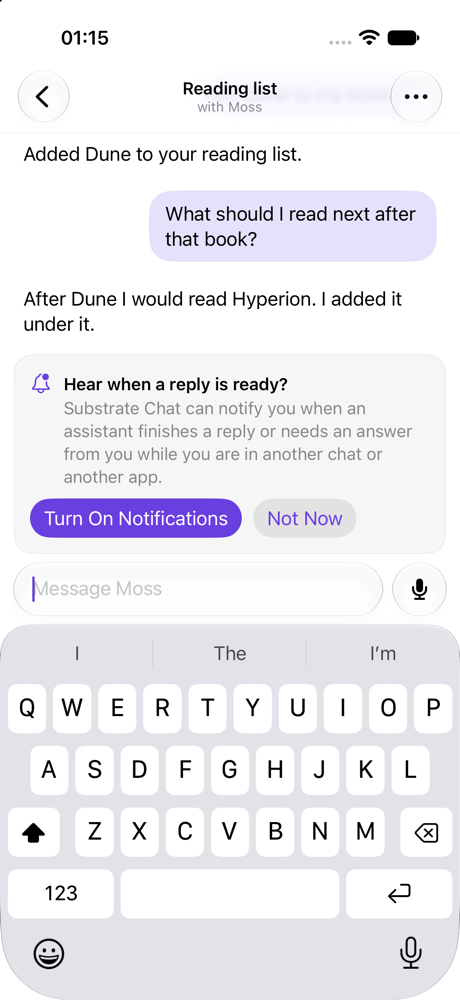 01:15
Reading list
with Moss
Added Dune to your reading list.
What should I read next after
that book?
After Dune I would read Hyperion. I added it
under it.
Hear when a reply is ready?
Substrate Chat can notify you when an
assistant finishes a reply or needs an answer
from you while you are in another chat or
another app.
Turn On Notifications
Not Now
Message Moss
I The I'm
Q W E R T Y U I O P
A S D F G H J K L
Z X C V B N M
123